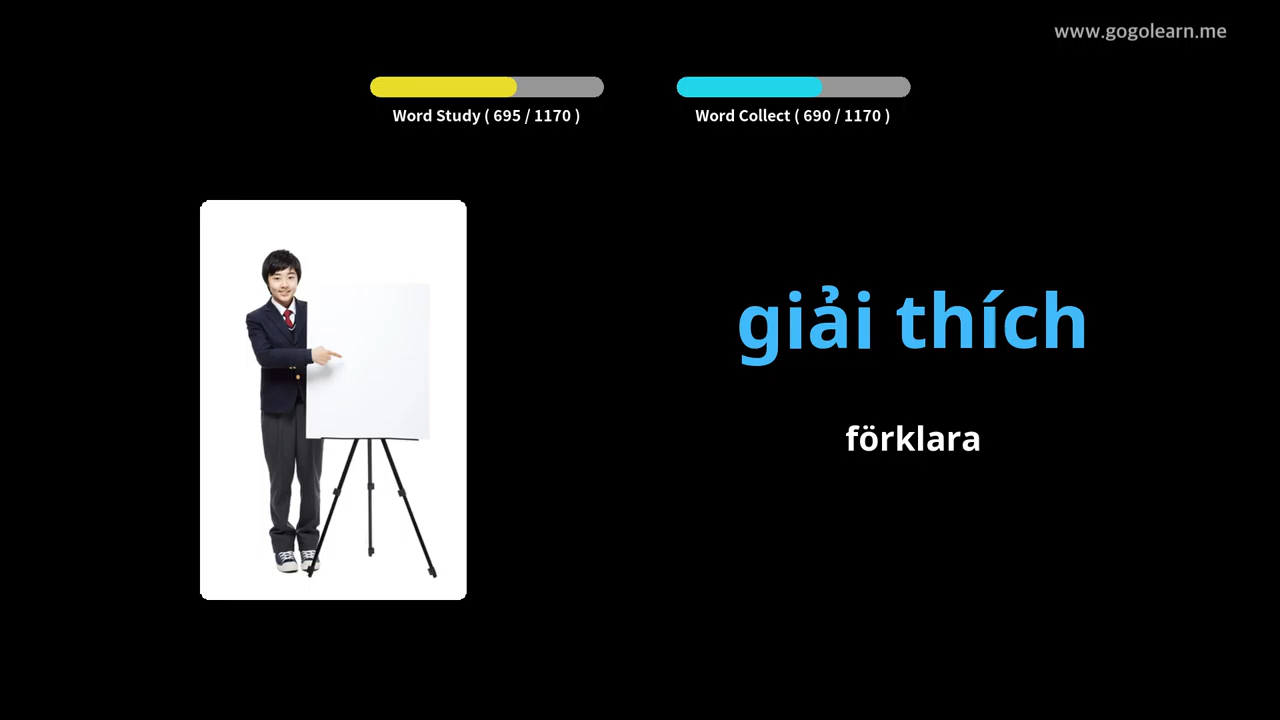 www.gogolearn.me
Word Study ( 695 / 1170 )
Word Collect ( 690 / 1170 )
giải thích
förklara